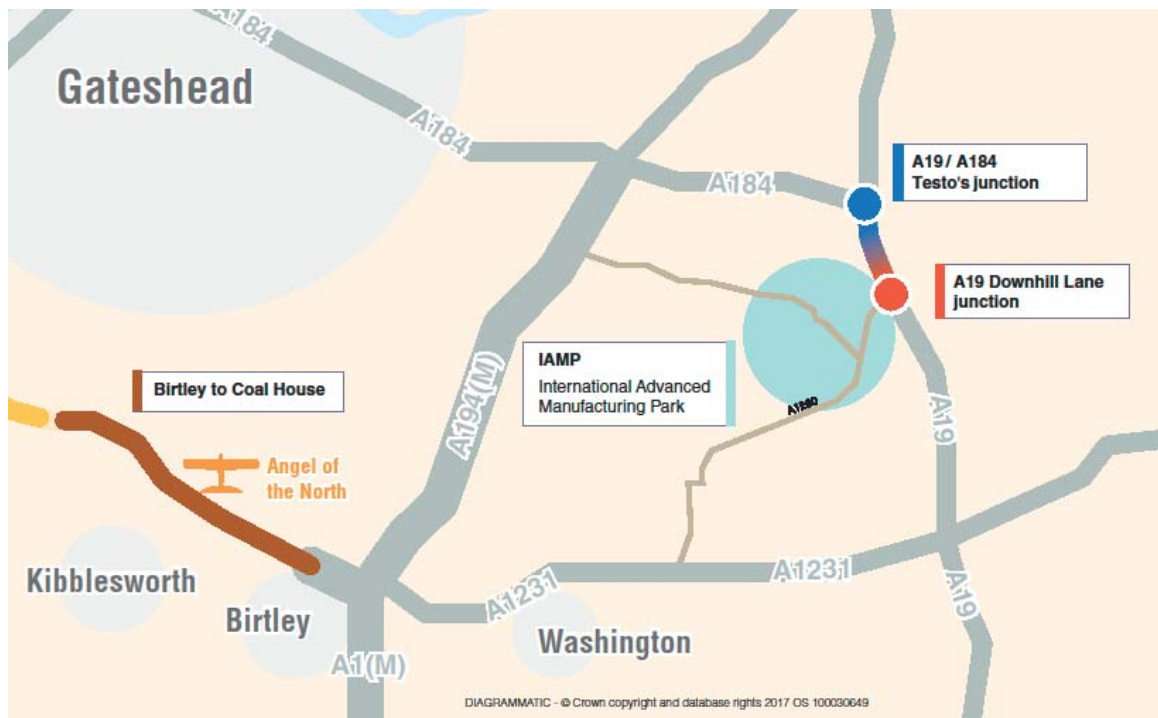 A184
Gateshead
A184
A184
A19 / A184
Testo's junction
A19 Downhill Lane
junction
IAMP
International Advanced
Manufacturing Park
Birtley to Coal House
A194(M)
A1290
A19
Angel of
the North
Kibblesworth
Birtley
A1231
A1231
A19
Washington
A1(M)
DIAGRAMMATIC - © Crown copyright and database rights 2017 OS 100030649